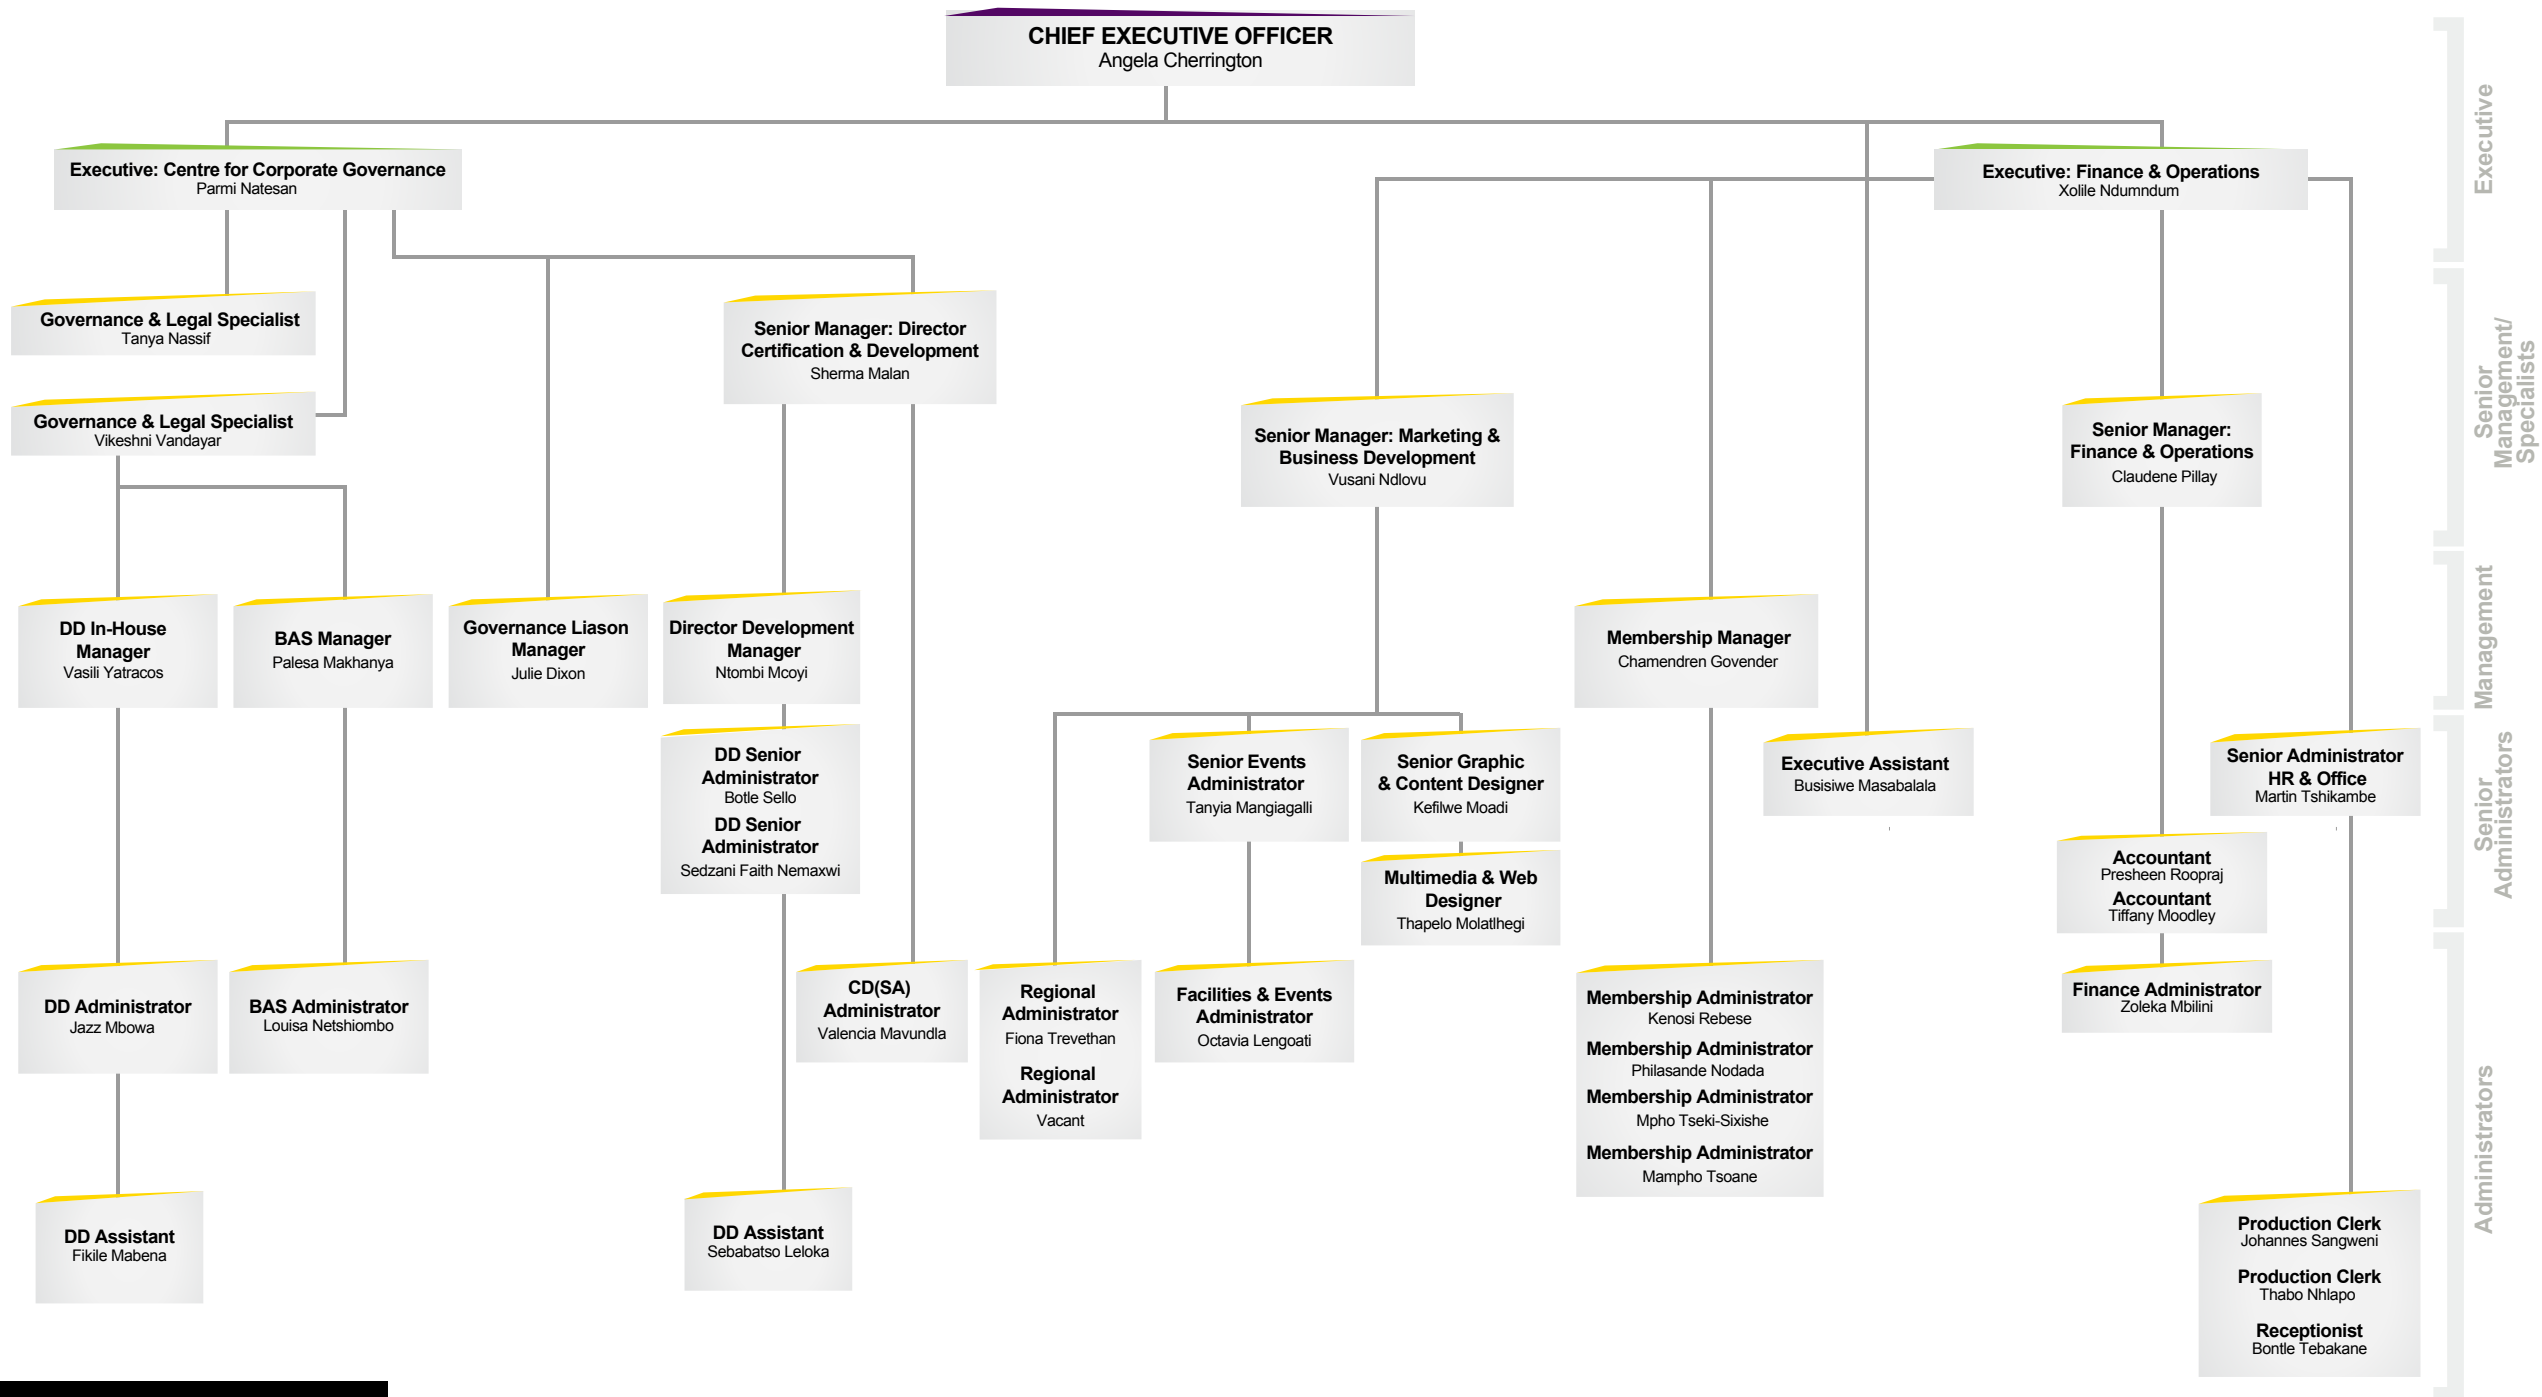 CHIEF EXECUTIVE OFFICER
Angela Cherrington
Executive: Centre for Corporate Governance
Parmi Natesan
Executive: Finance & Operations
Xolile Ndumndum
Executive
Governance & Legal Specialist
Tanya Nassif
Senior Manager: Director
Certification & Development
Sherma Malan
Governance & Legal Specialist
Vikeshni Vandayar
Senior Manager: Marketing &
Business Development
Vusani Ndlovu
Senior Manager:
Finance & Operations
Claudene Pillay
Senior
Management/
Specialists
DD In-House
Manager
Vasili Yatracos
BAS Manager
Palesa Makhanya
Governance Liason
Manager
Julie Dixon
Director Development
Manager
Ntombi Mcoyi
Membership Manager
Chamendren Govender
Management
DD Senior
Administrator
Botle Sello
DD Senior
Administrator
Sedzani Faith Nemaxwi
Senior Events
Administrator
Tanyia Mangiagalli
Senior Graphic
& Content Designer
Kefilwe Moadi
Multimedia & Web
Designer
Thapelo Molatlhegi
Executive Assistant
Busisiwe Masabalala
Senior Administrator
HR & Office
Martin Tshikambe
Accountant
Presheen Roopraj
Accountant
Tiffany Moodley
Senior
Administrators
DD Administrator
Jazz Mbowa
BAS Administrator
Louisa Netshiombo
CD(SA)
Administrator
Valencia Mavundla
Regional
Administrator
Fiona Trevethan
Regional
Administrator
Vacant
Facilities & Events
Administrator
Octavia Lengoati
Membership Administrator
Kenosi Rebese
Membership Administrator
Philasande Nodada
Membership Administrator
Mpho Tseki-Sixishe
Membership Administrator
Mampho Tsoane
Finance Administrator
Zoleka Mbilini
DD Assistant
Fikile Mabena
DD Assistant
Sebabatso Leloka
Production Clerk
Johannes Sangweni
Production Clerk
Thabo Nhlapo
Receptionist
Bontle Tebakane
Administrators